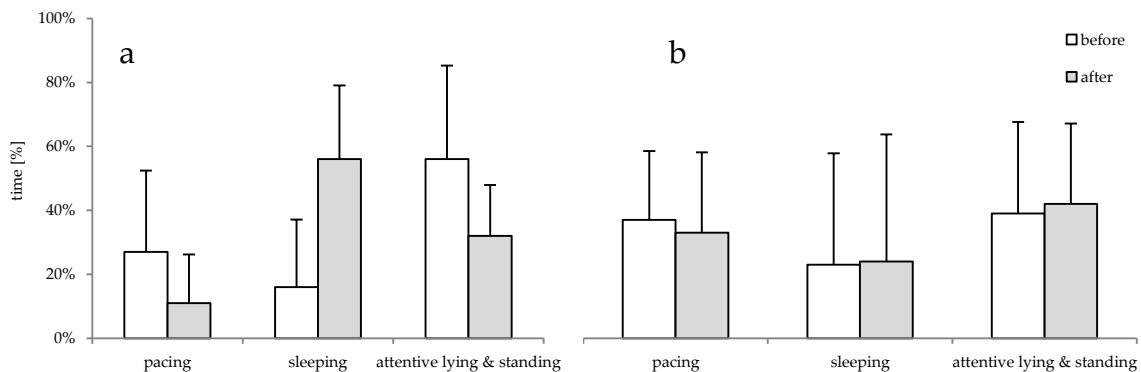 100%
80%
60%
40%
20%
0%
time [%]
a
pacing
sleeping
attentive lying & standing
b
before
after
pacing
sleeping
attentive lying & standing